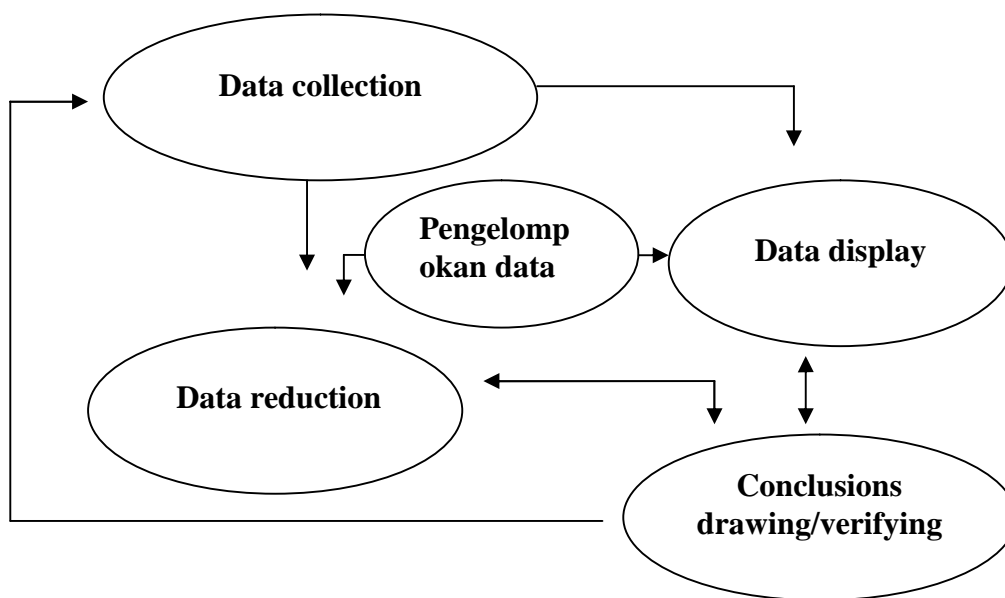 Data collection
Pengelomp
okan data
Data display
Data reduction
Conclusions
drawing/verifying